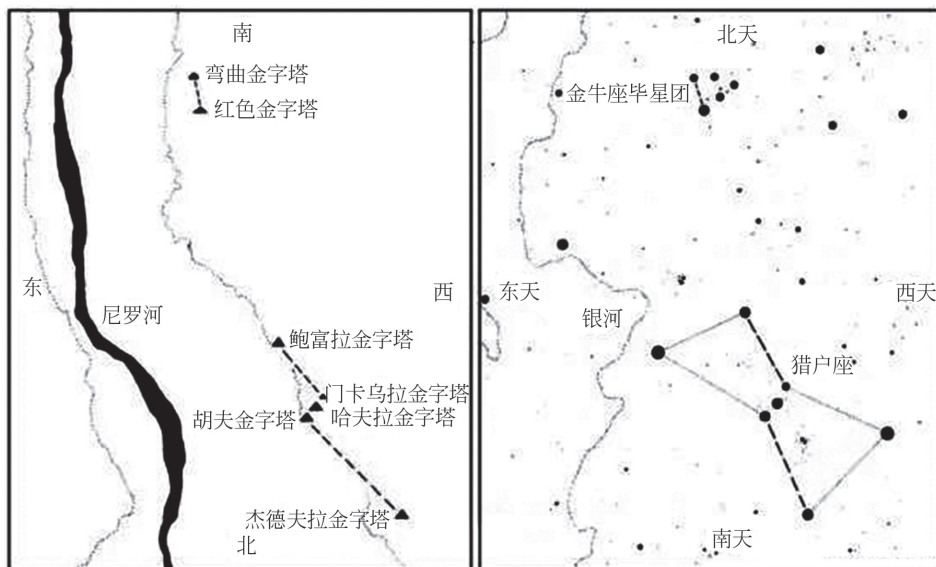 南
弯曲金字塔
红色金字塔
东
西
尼罗河
鲍富拉金字塔
门卡乌拉金字塔
哈夫拉金字塔
胡夫金字塔
杰德夫拉金字塔
北
北天
金牛座毕星团
东天
西天
银河
猎户座
南天